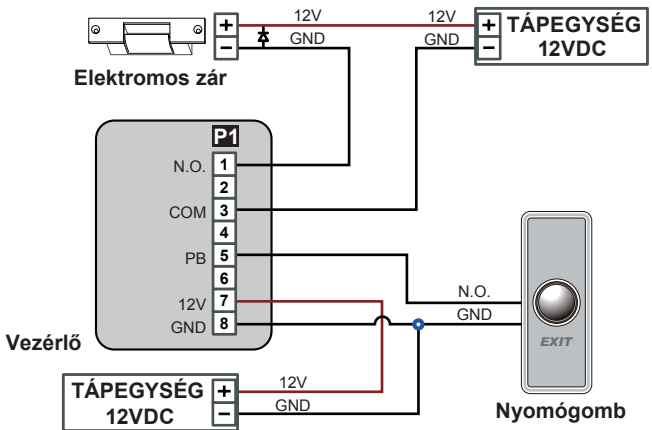 12V 12V
+ + TÁPEGYSÉG
− GND GND − 12VDC
Elektromos zár
P1
N.O. 1
2
COM 3
4
PB 5
6
12V 7
GND 8
Vezérlő
N.O.
GND
EXIT
Nyomógomb
TÁPEGYSÉG + 12V
12VDC − GND